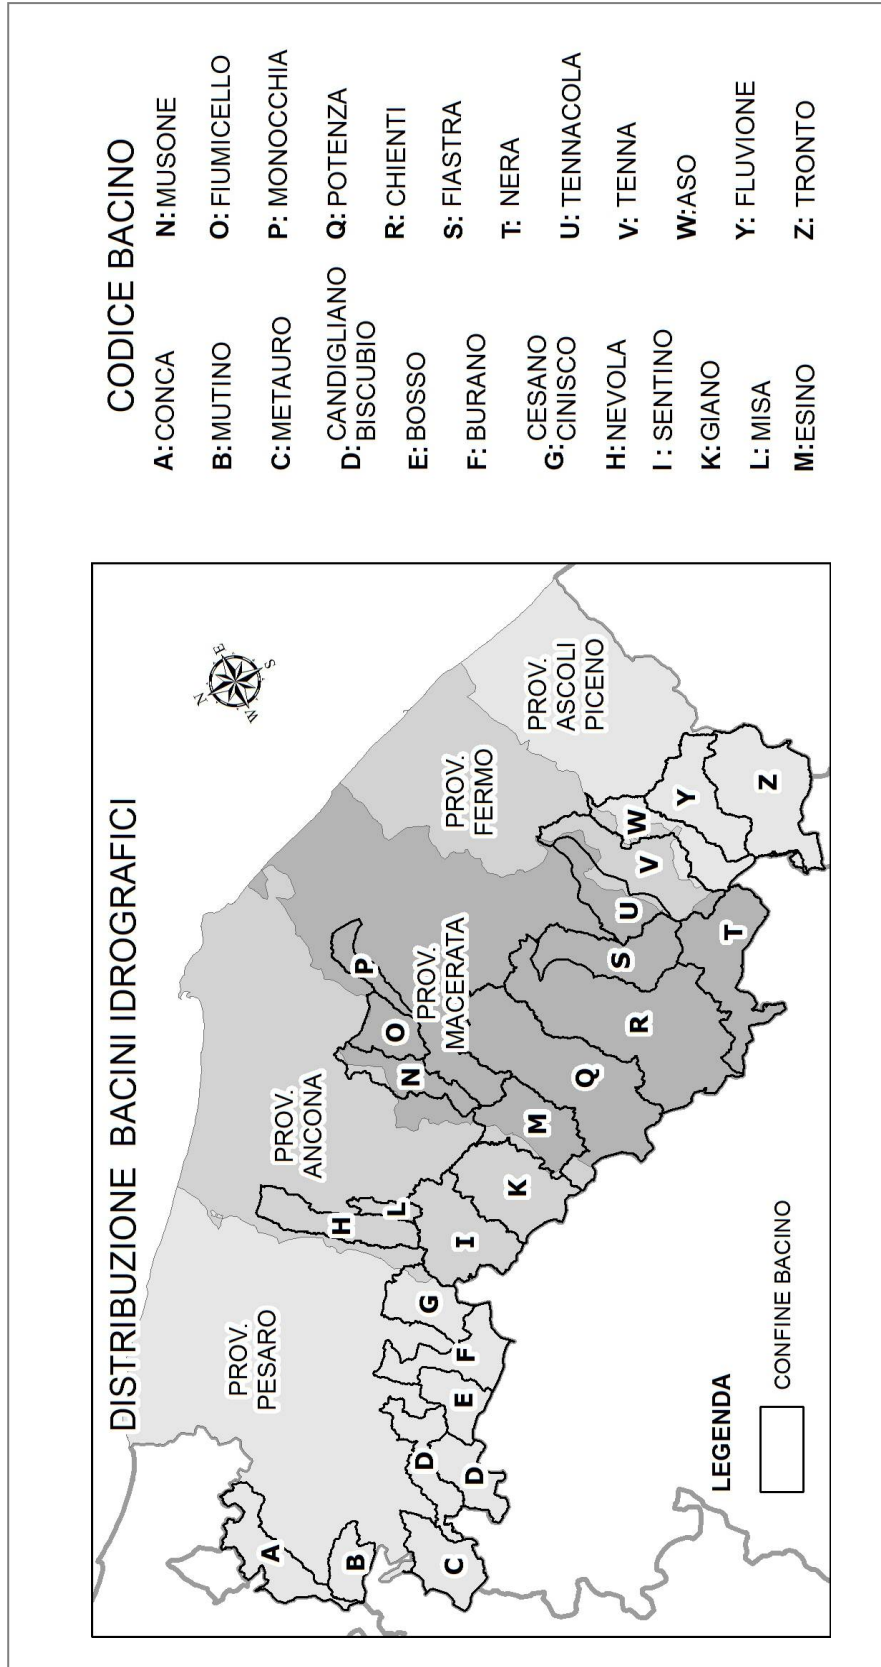 DISTRIBUZIONE BACINI IDROGRAFICI
N
E
S
W
PROV.
PESARO
PROV.
ANCONA
PROV.
MACERATA
PROV.
FERMO
PROV.
ASCOLI
PICENO
A
B
C
D
D
E
F
G
H
L
I
K
M
N
O
P
Q
R
S
T
U
V
W
Y
Z
LEGENDA
CONFINE BACINO
CODICE BACINO
A: CONCA
B: MUTINO
C: METAURO
D: CANDIGLIANO
BISCUBIO
E: BOSSO
F: BURANO
G: CESANO
CINISCO
H: NEVOLA
I : SENTINO
K: GIANO
L: MISA
M: ESINO
N: MUSONE
O: FIUMICELLO
P: MONOCCHIA
Q: POTENZA
R: CHIENTI
S: FIASTRA
T: NERA
U: TENNACOLA
V: TENNA
W: ASO
Y: FLUVIONE
Z: TRONTO